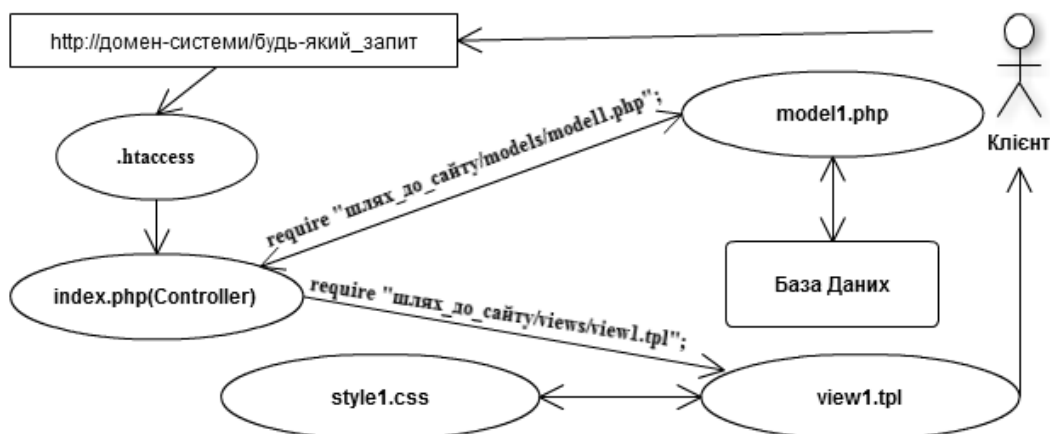 http://домен-системи/будь-який_запит
.htaccess
require "шлях_до_сайту/models/model1.php";
model1.php
Клієнт
index.php(Controller)
require "шлях_до_сайту/views/view1.tpl";
База Даних
style1.css
view1.tpl